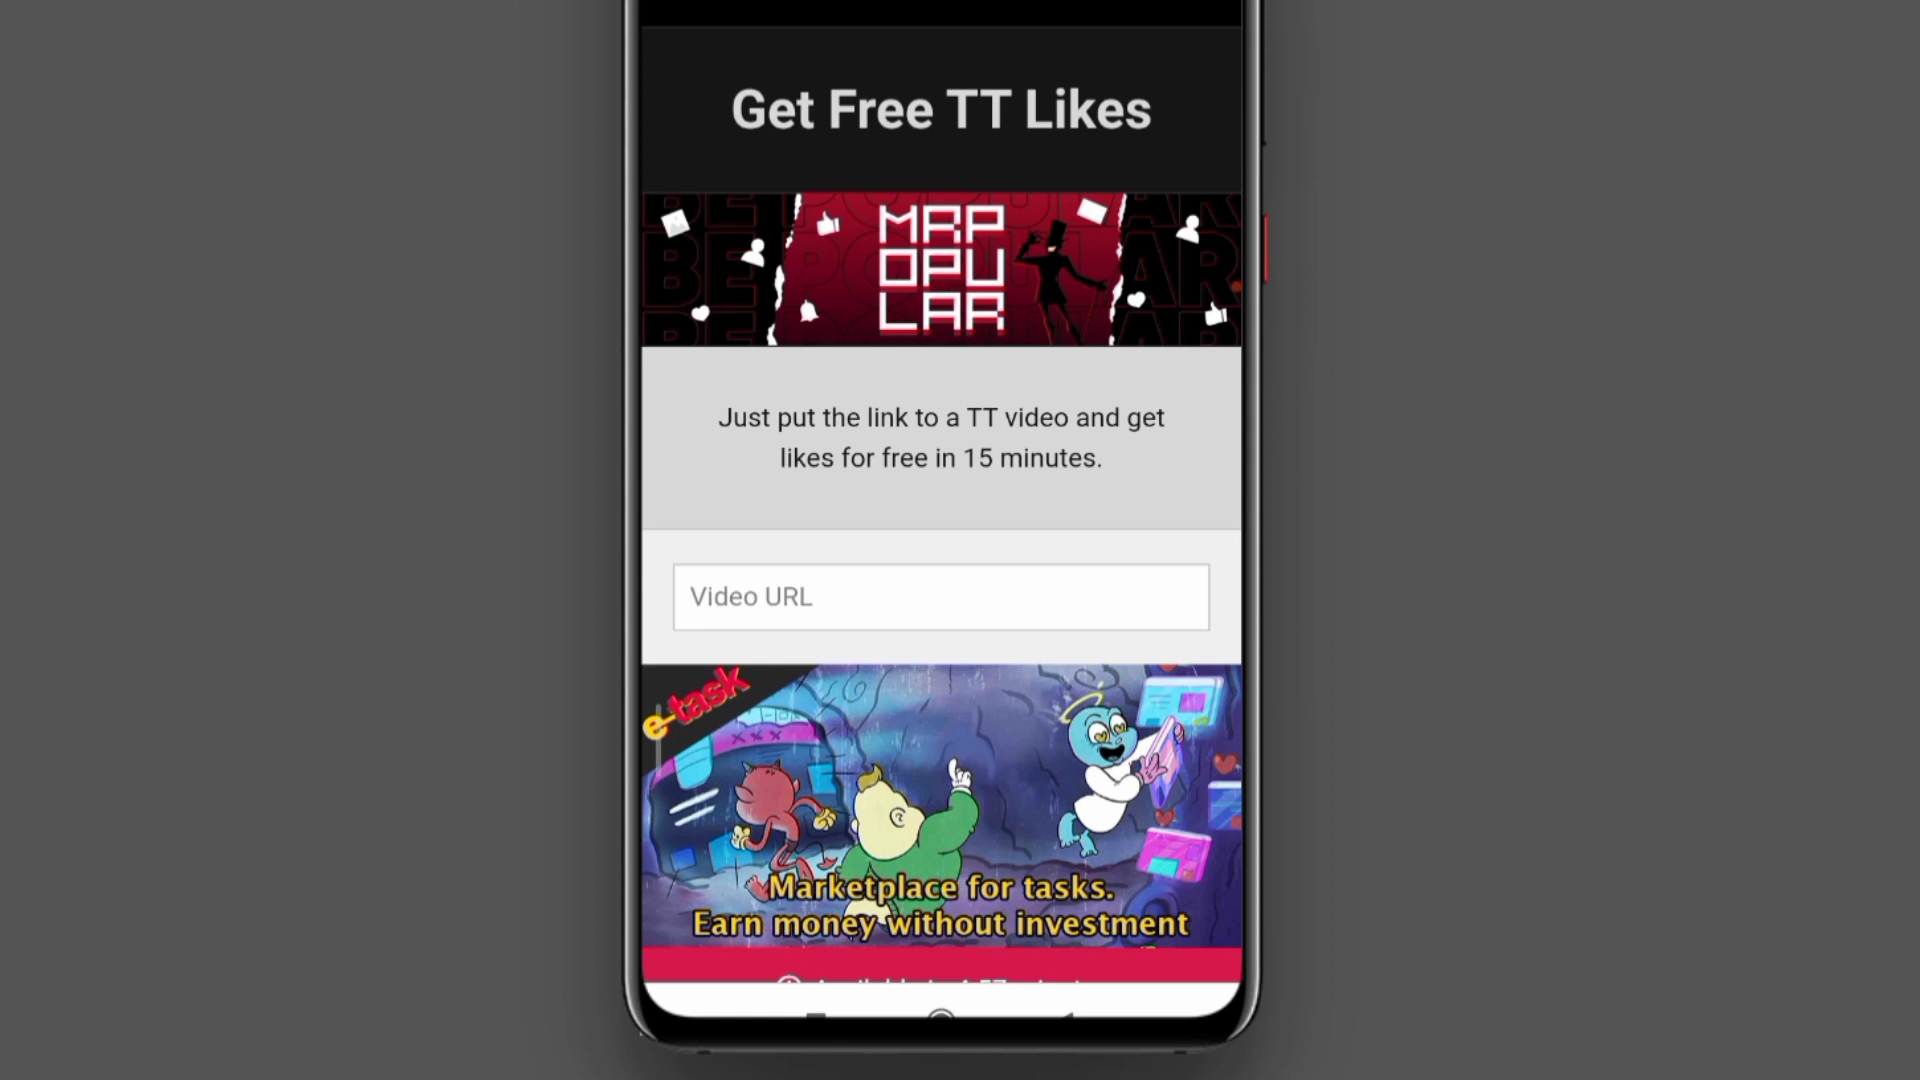 Get Free TT Likes
MRP
OPU
LAR
Just put the link to a TT video and get
likes for free in 15 minutes.
Video URL
e-task
Marketplace for tasks.
Earn money without investment